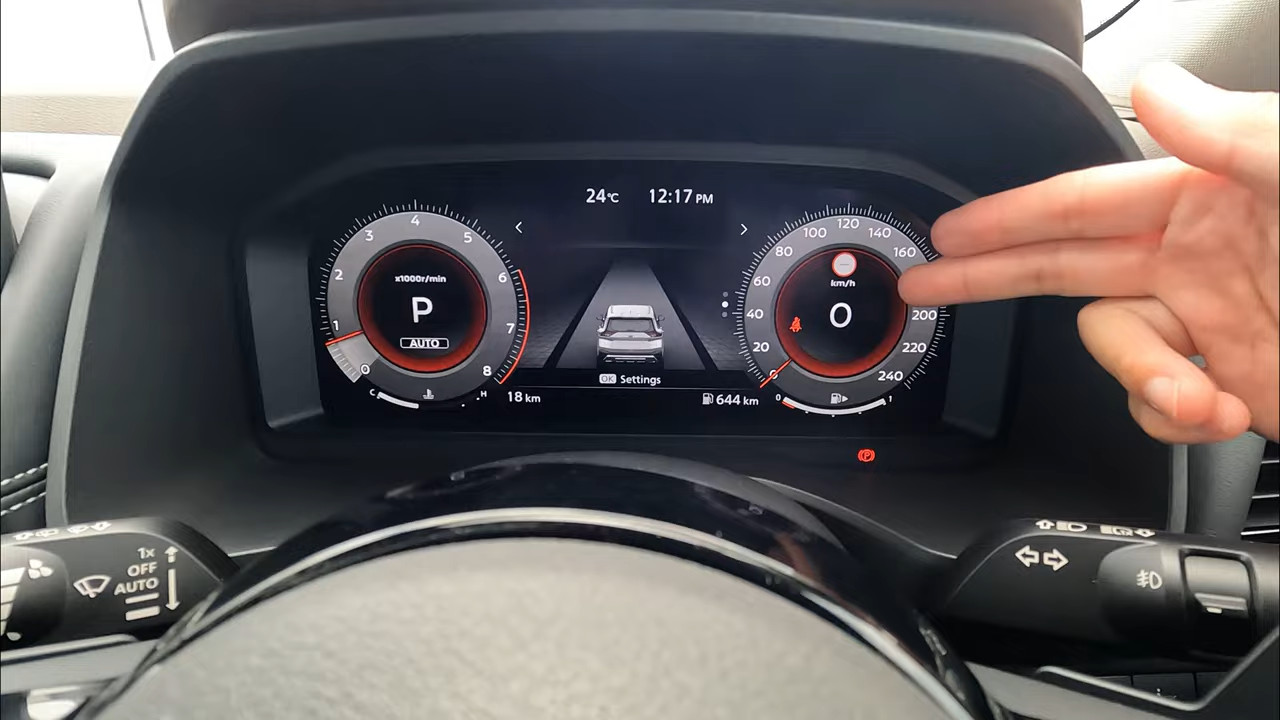 24°C 12:17 PM
0 1 2 3 4 5 6 7 8
x1000r/min
P
AUTO
0 20 40 60 80 100 120 140 160 200 220 240
km/h
0
OK Settings
C H
18 km
644 km
0 1
P
1x
OFF
AUTO